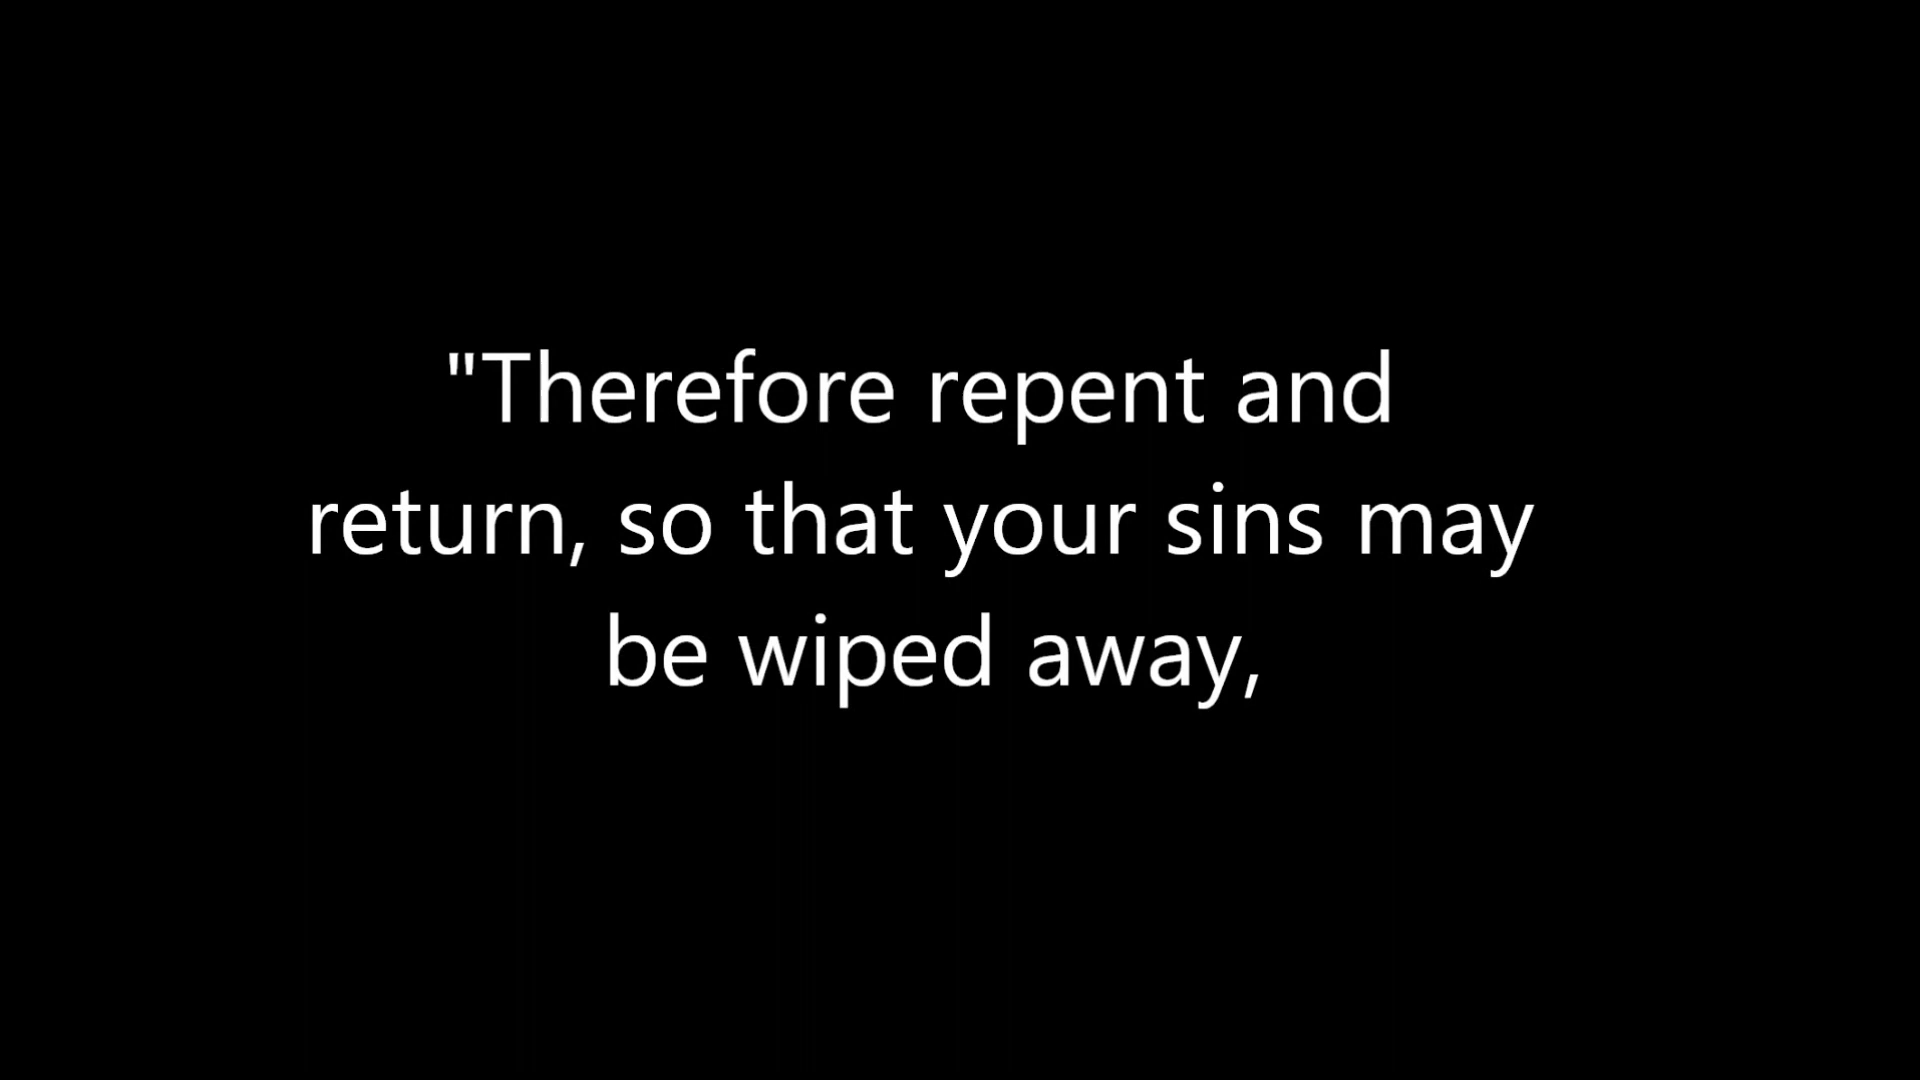 "Therefore repent and
return, so that your sins may
be wiped away,